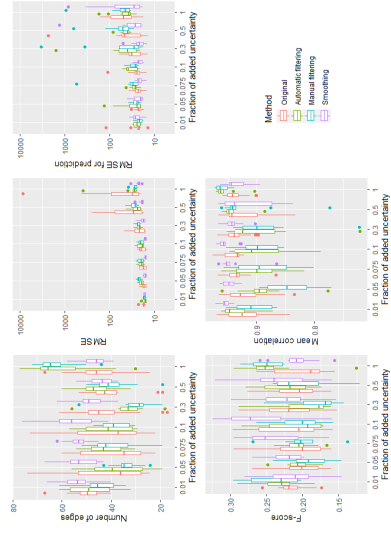 Number of edges
80
60
40
20
0.01 0.05 0.075 0.1 0.3 0.5 1
Fraction of added uncertainty
RMSE
10000
1000
100
10
0.01 0.05 0.075 0.1 0.3 0.5 1
Fraction of added uncertainty
RMSE for prediction
10000
1000
100
10
0.01 0.05 0.075 0.1 0.3 0.5 1
Fraction of added uncertainty
F-score
0.30
0.25
0.20
0.15
0.01 0.05 0.075 0.1 0.3 0.5 1
Fraction of added uncertainty
Mean correlation
0.9
0.8
0.01 0.05 0.075 0.1 0.3 0.5 1
Fraction of added uncertainty
Method
Original
Automatic filtering
Manual filtering
Smoothing